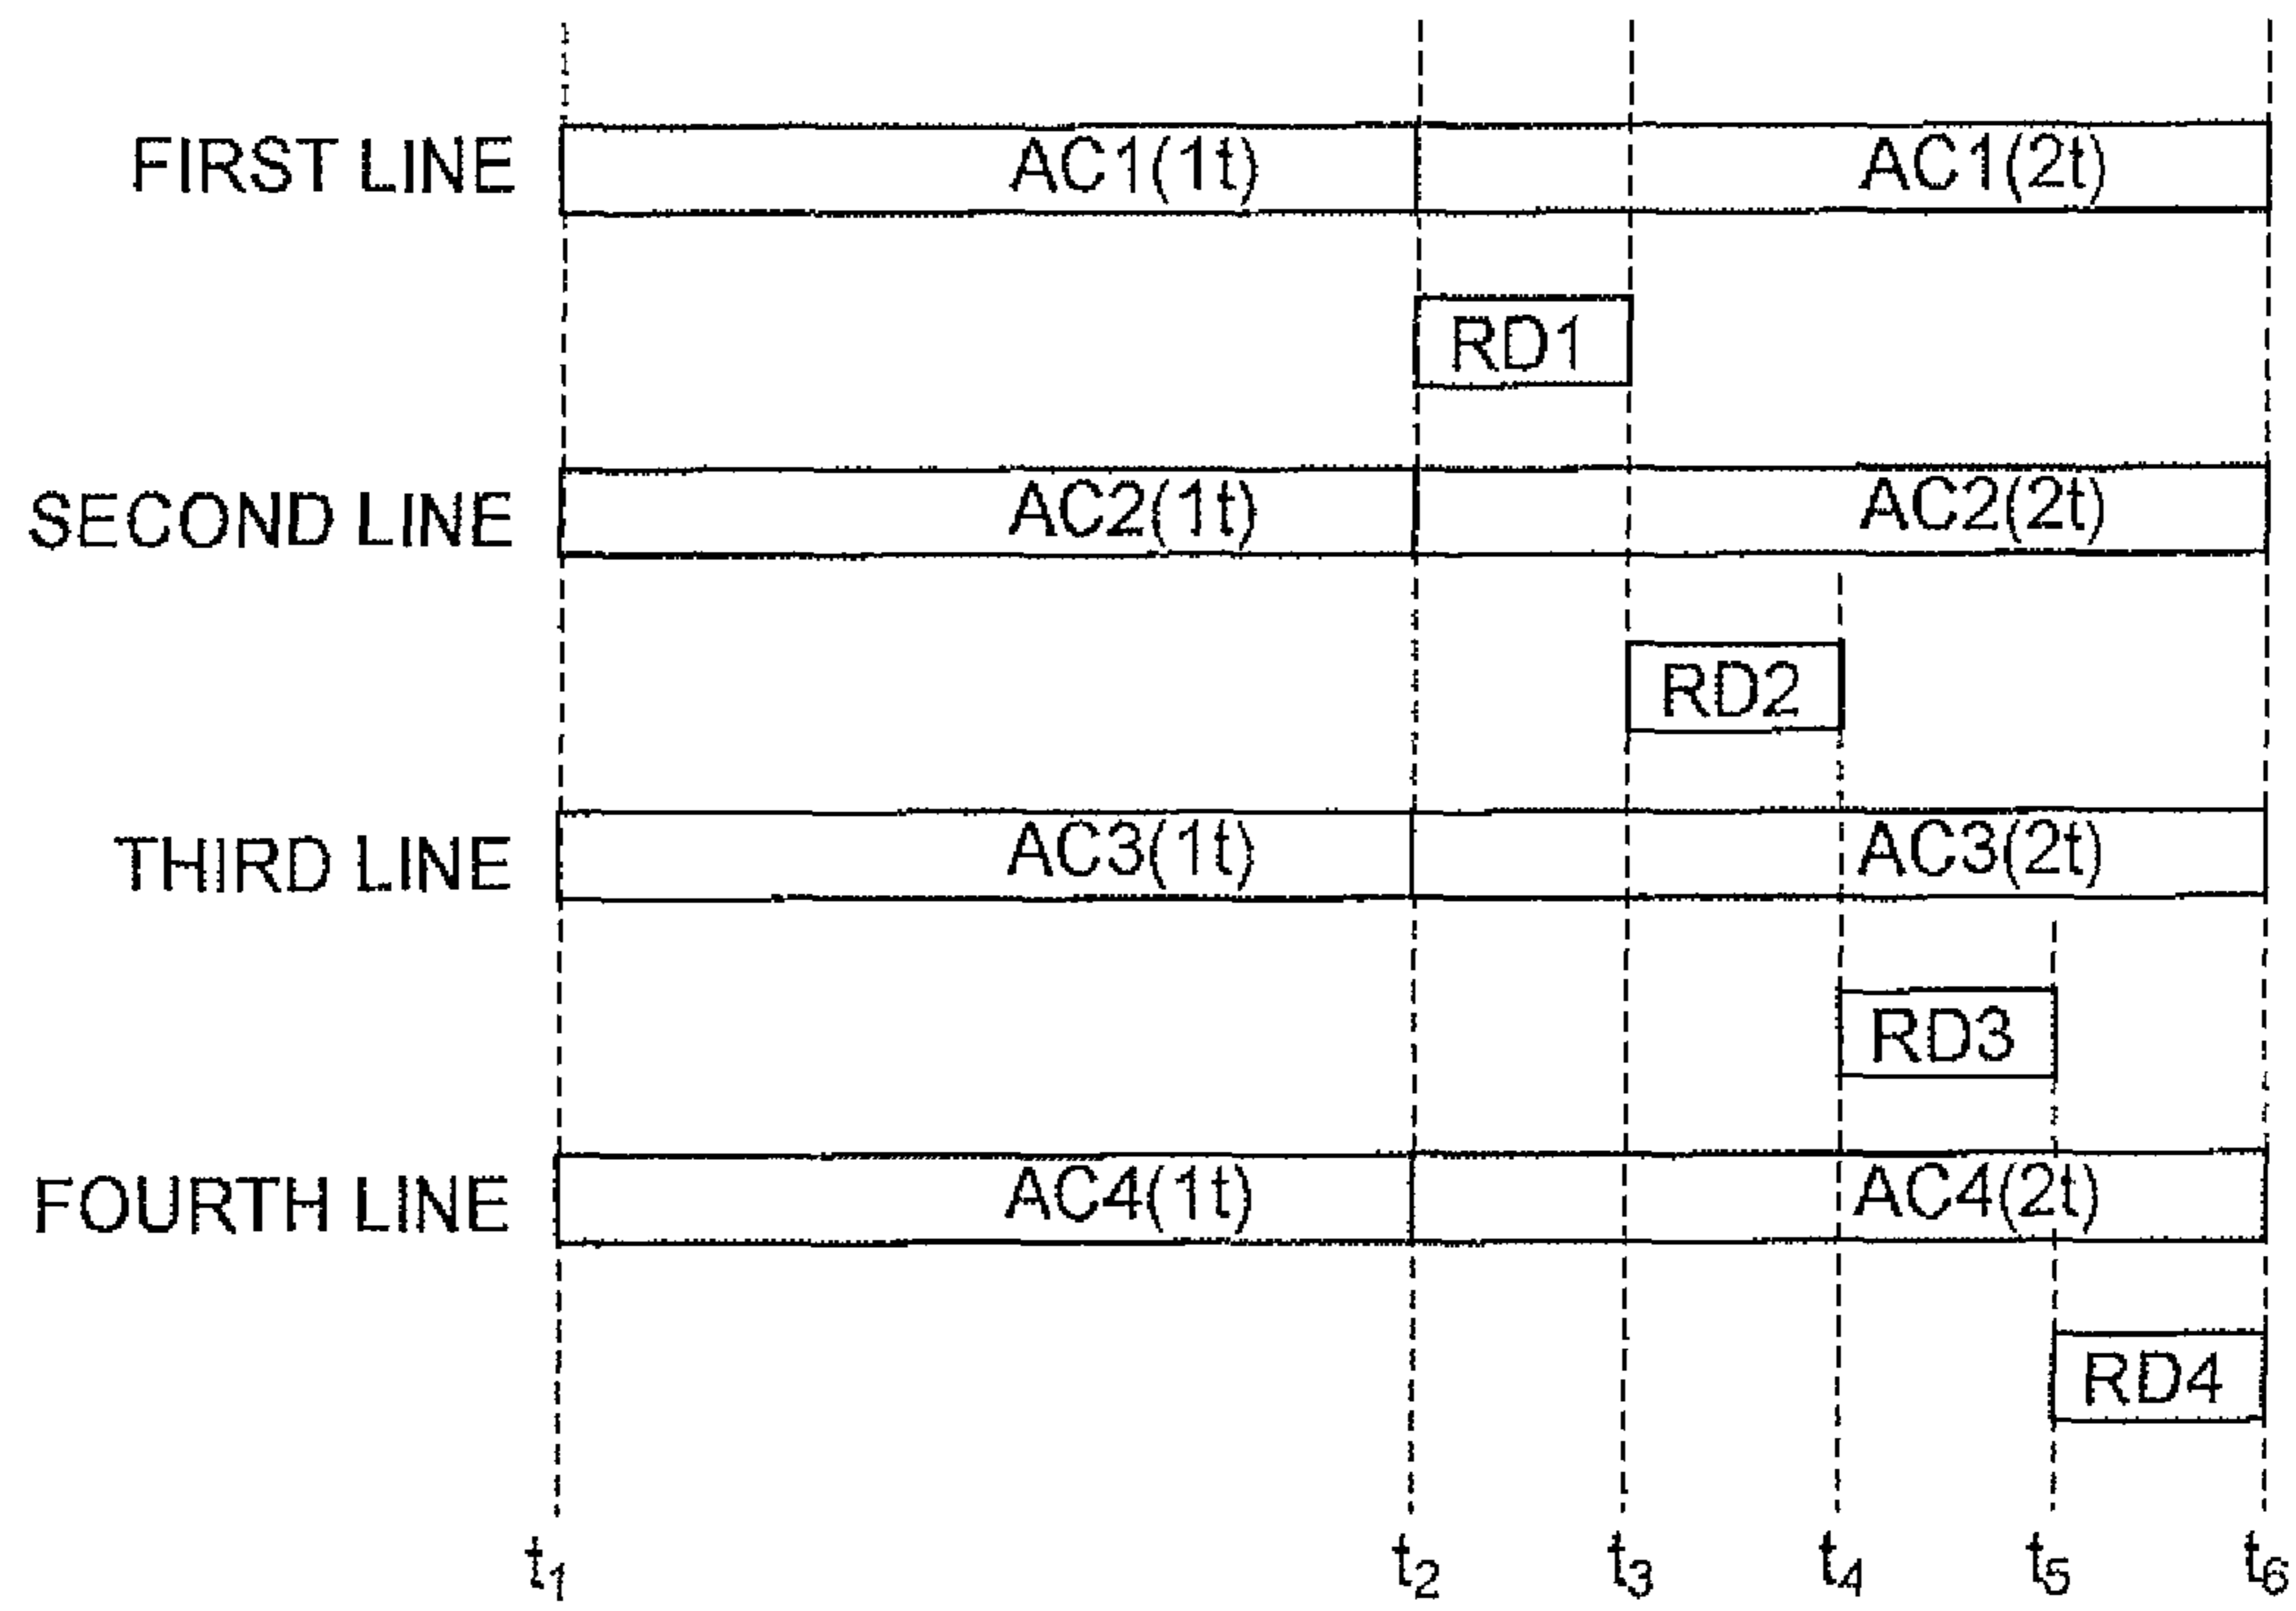 FIRST LINE AC1(1t) AC1(2t)
RD1
SECOND LINE AC2(1t) AC2(2t)
RD2
THIRD LINE AC3(1t) AC3(2t)
RD3
FOURTH LINE AC4(1t) AC4(2t)
RD4
t1 t2 t3 t4 t5 t6